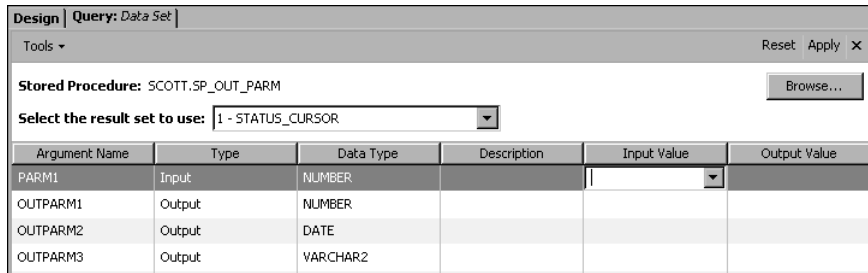 Design Query: Data Set
Tools Reset Apply
Stored Procedure: SCOTT.SP_OUT_PARM Browse...
Select the result set to use: 1 - STATUS_CURSOR
Argument Name Type Data Type Description Input Value Output Value
PARM1 Input NUMBER
OUTPARM1 Output NUMBER
OUTPARM2 Output DATE
OUTPARM3 Output VARCHAR2